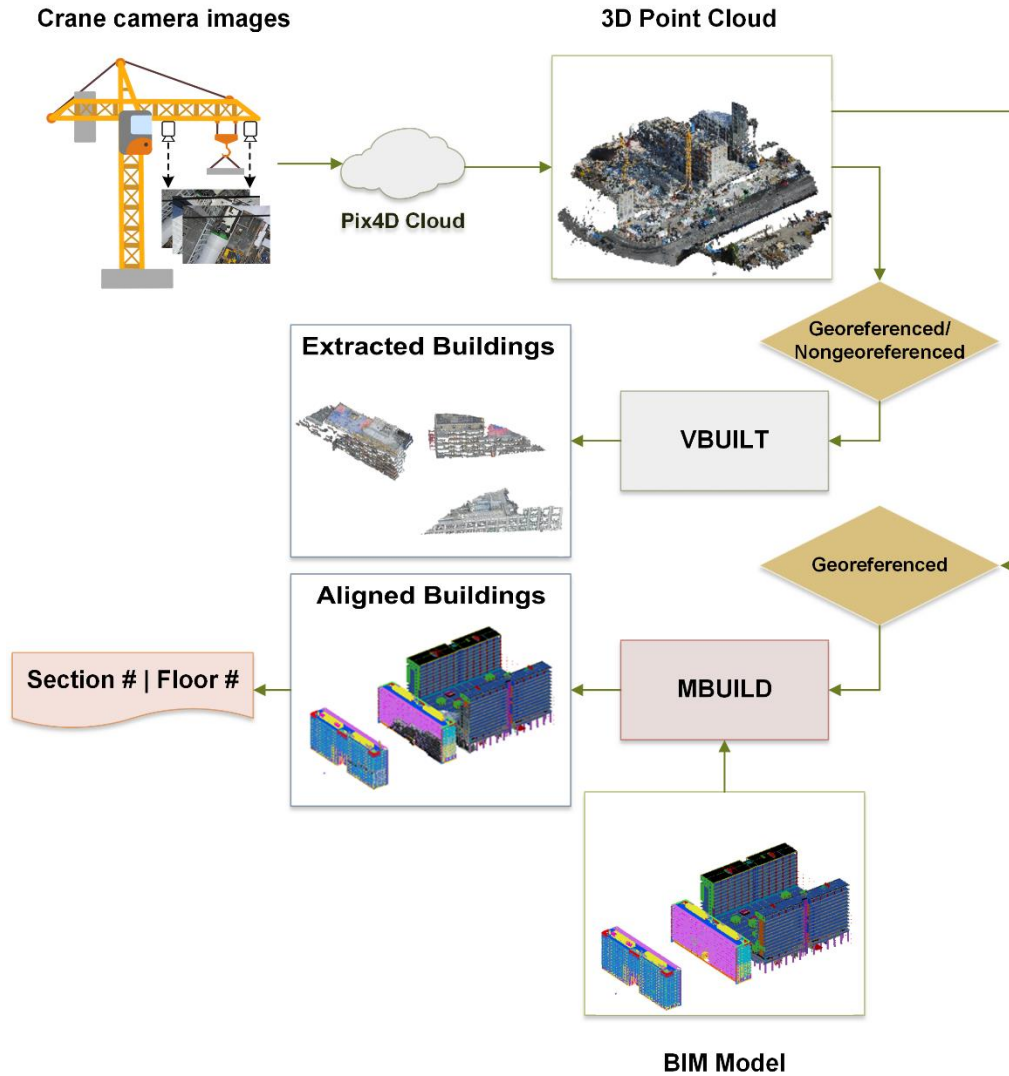 Crane camera images
3D Point Cloud
Pix4D Cloud
Georeferenced/
Nongeoreferenced
Extracted Buildings
VBUILT
Georeferenced
Aligned Buildings
Section # | Floor #
MBUILD
BIM Model